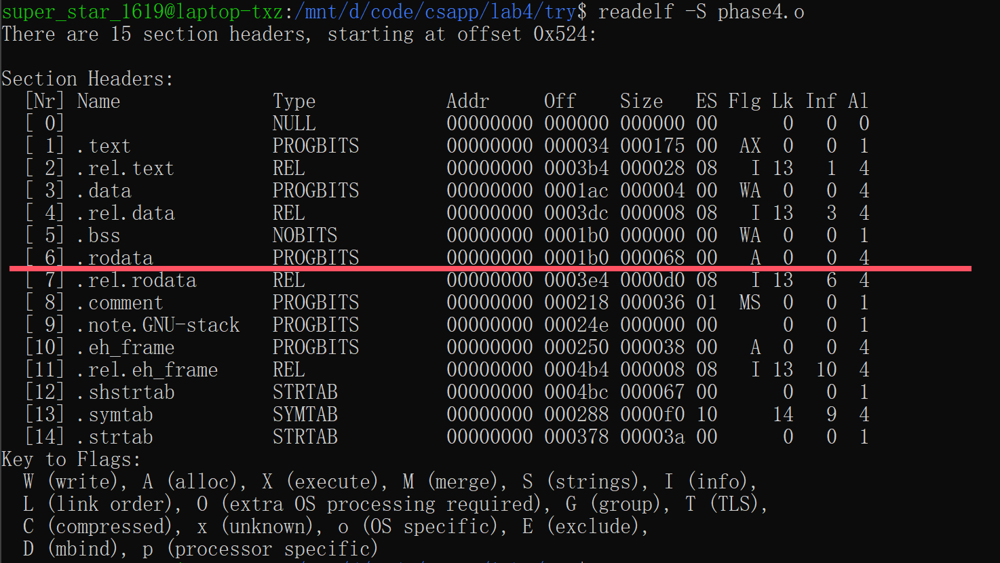 super_star_1619@laptop-txz:/mnt/d/code/csapp/lab4/try$ readelf -S phase4.o
There are 15 section headers, starting at offset 0x524:
Section Headers:
  [Nr] Name              Type            Addr     Off    Size   ES Flg Lk Inf Al
  [ 0]                   NULL            00000000 000000 000000 00      0   0  0
  [ 1] .text             PROGBITS        00000000 000034 000175 00  AX  0   0  1
  [ 2] .rel.text         REL             00000000 0003b4 000028 08   I 13   1  4
  [ 3] .data             PROGBITS        00000000 0001ac 000004 00  WA  0   0  4
  [ 4] .rel.data         REL             00000000 0003dc 000008 08   I 13   3  4
  [ 5] .bss              NOBITS          00000000 0001b0 000000 00  WA  0   0  1
  [ 6] .rodata           PROGBITS        00000000 0001b0 000068 00   A  0   0  4
  [ 7] .rel.rodata       REL             00000000 0003e4 0000d0 08   I 13   6  4
  [ 8] .comment          PROGBITS        00000000 000218 000036 01  MS  0   0  1
  [ 9] .note.GNU-stack   PROGBITS        00000000 00024e 000000 00      0   0  1
  [10] .eh_frame         PROGBITS        00000000 000250 000038 00   A  0   0  4
  [11] .rel.eh_frame     REL             00000000 0004b4 000008 08   I 13  10  4
  [12] .shstrtab         STRTAB          00000000 0004bc 000067 00      0   0  1
  [13] .symtab           SYMTAB          00000000 000288 0000f0 10     14   9  4
  [14] .strtab           STRTAB          00000000 000378 00003a 00      0   0  1
Key to Flags:
  W (write), A (alloc), X (execute), M (merge), S (strings), I (info),
  L (link order), O (extra OS processing required), G (group), T (TLS),
  C (compressed), x (unknown), o (OS specific), E (exclude),
  D (mbind), p (processor specific)